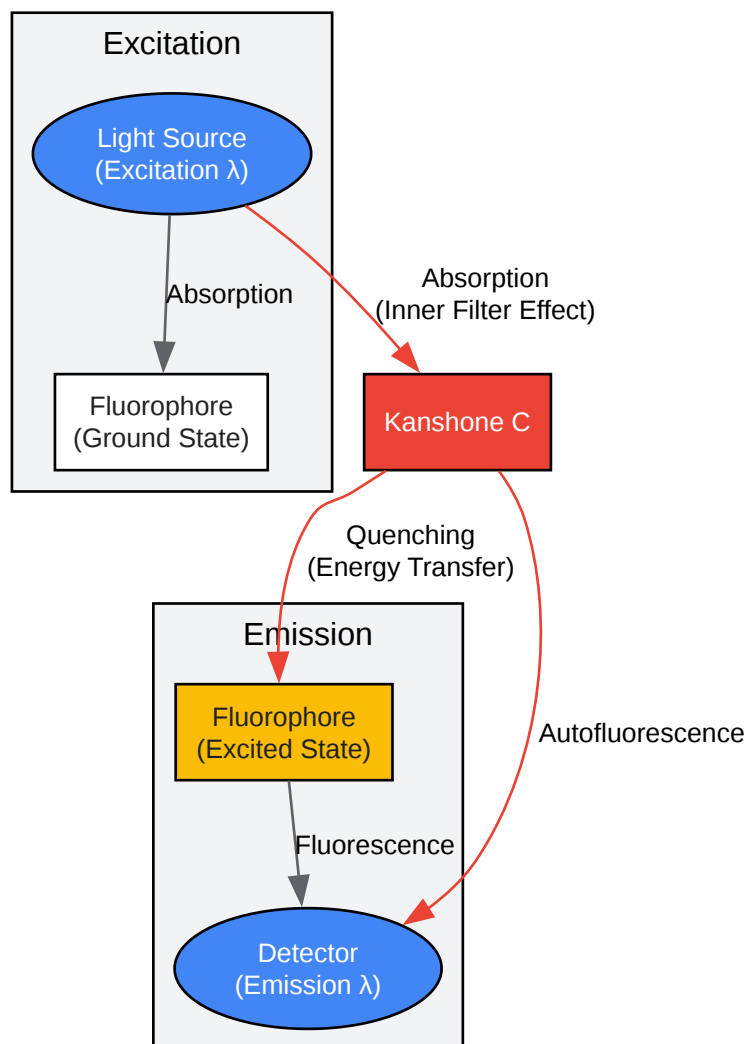 Excitation
Light Source
(Excitation λ)
Absorption
Absorption
(Inner Filter Effect)
Fluorophore
(Ground State)
Kanshone C
Quenching
(Energy Transfer)
Emission
Fluorophore
(Excited State)
Autofluorescence
Fluorescence
Detector
(Emission λ)